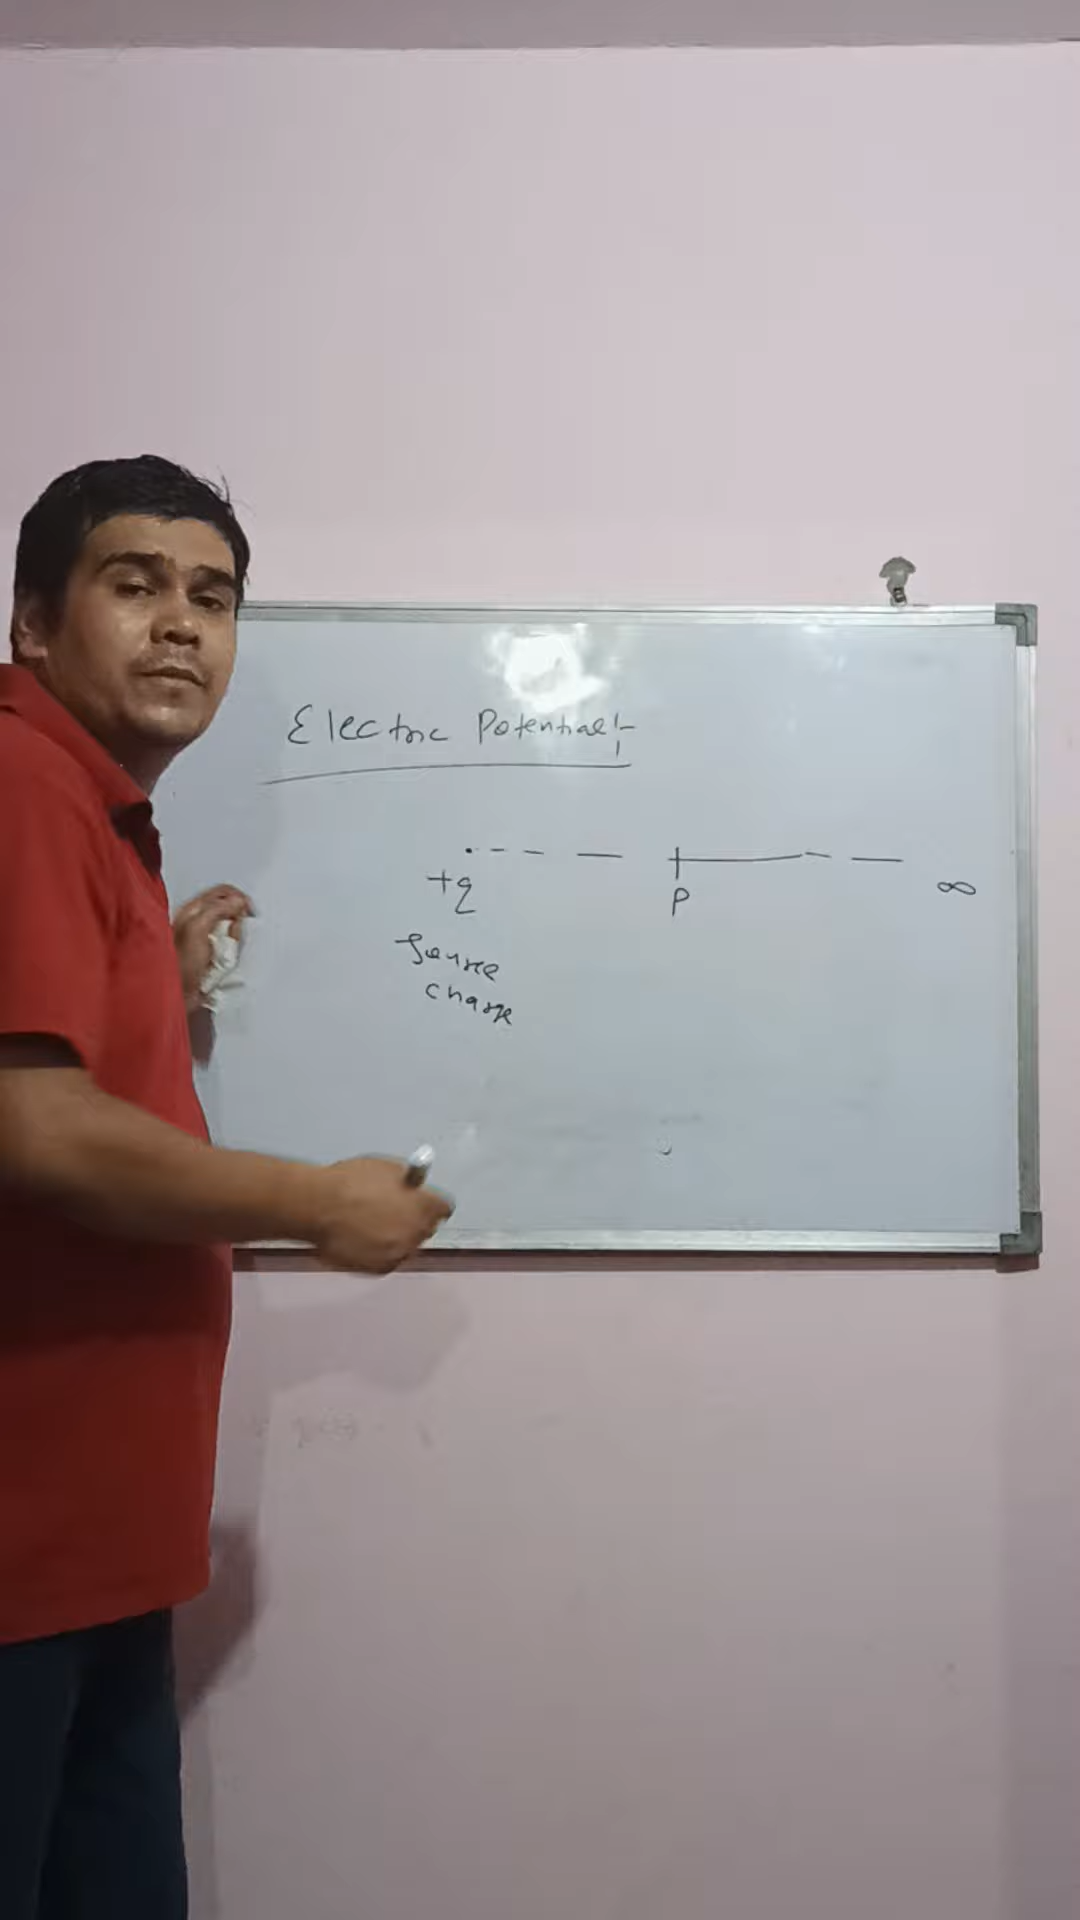 Electric Potential:-
+q P ∞
Source
charge